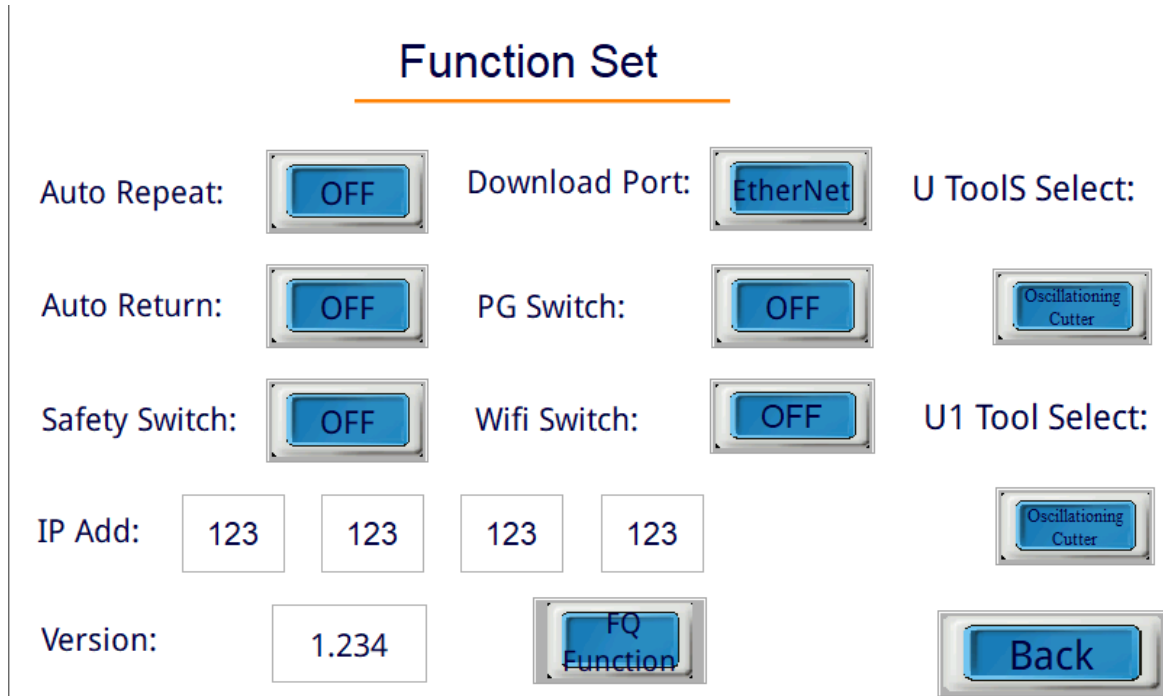 Function Set
Auto Repeat: OFF Download Port: EtherNet U ToolS Select:
Auto Return: OFF PG Switch: OFF Oscillationing
Cutter
Safety Switch: OFF Wifi Switch: OFF U1 Tool Select:
IP Add: 123 123 123 123 Oscillationing
Cutter
Version: 1.234 FQ
Function Back